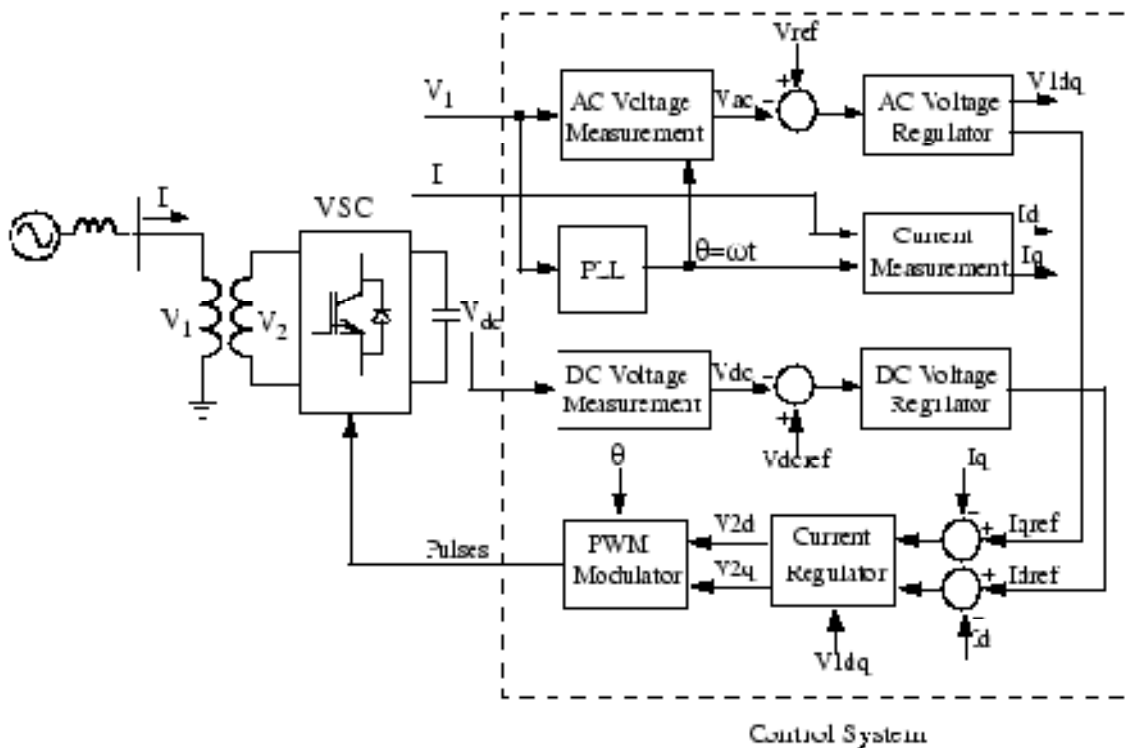 Vref
V1
AC Voltage
Measurement
Vac
-
+
AC Voltage
Regulator
V1dq
I
I
VSC
PLL
θ=ωt
Current
Measurement
Id
Iq
V1
V2
Vdc
DC Voltage
Measurement
Vdc
-
+
Vdcref
DC Voltage
Regulator
θ
Iq
-
+
Iqref
V2d
V2q
PWM
Modulator
Current
Regulator
Pulses
+
Idref
-
Id
V1dq
Control System